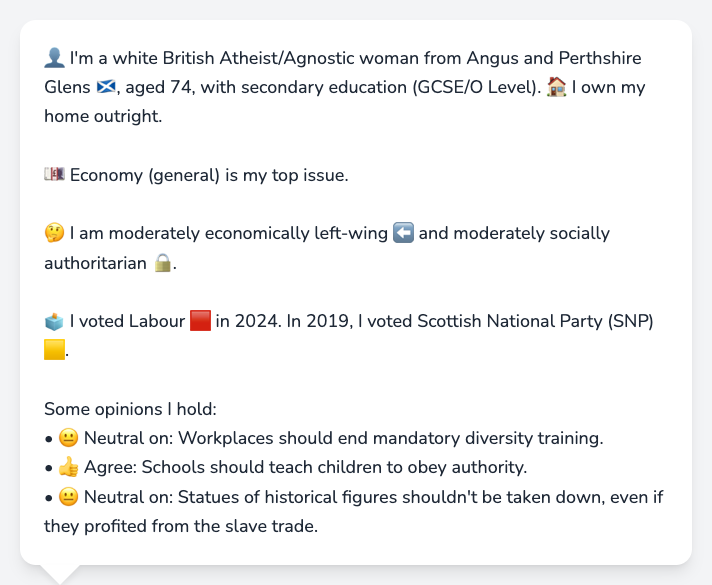 👤 I'm a white British Atheist/Agnostic woman from Angus and Perthshire
Glens 🏴󠁧󠁢󠁳󠁣󠁴󠁿, aged 74, with secondary education (GCSE/O Level). 🏠 I own my
home outright.
💷 Economy (general) is my top issue.
🤔 I am moderately economically left-wing ⬅️ and moderately socially
authoritarian 🔒.
🗳️ I voted Labour 🟥 in 2024. In 2019, I voted Scottish National Party (SNP)
🟨.
Some opinions I hold:
• 😐 Neutral on: Workplaces should end mandatory diversity training.
• 👍 Agree: Schools should teach children to obey authority.
• 😐 Neutral on: Statues of historical figures shouldn't be taken down, even if
they profited from the slave trade.